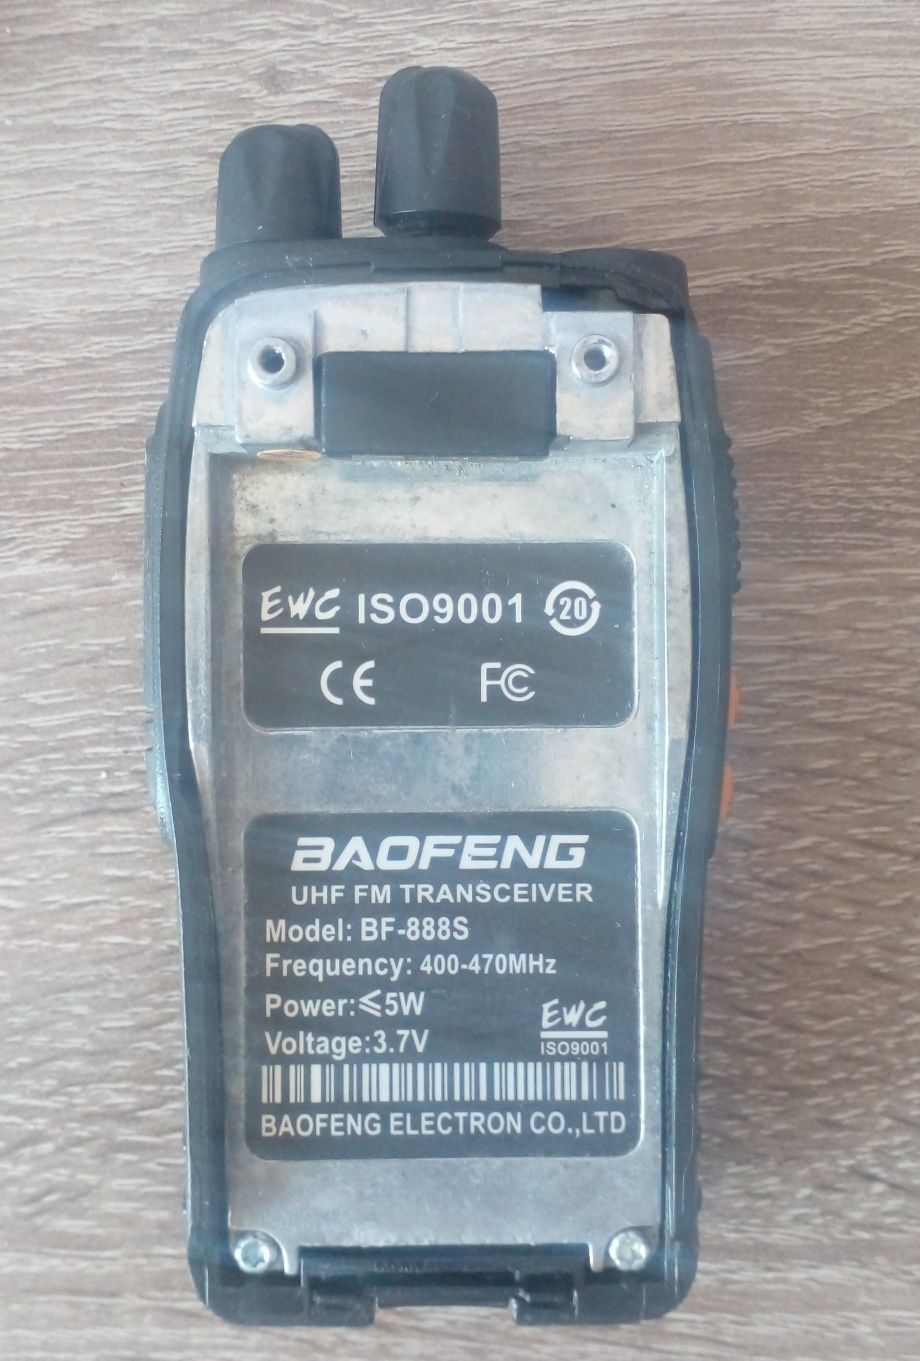 EWC ISO9001 20
CE FC
BAOFENG
UHF FM TRANSCEIVER
Model: BF-888S
Frequency: 400-470MHz
Power:≤5W
EWC
Voltage:3.7V
ISO9001
BAOFENG ELECTRON CO.,LTD